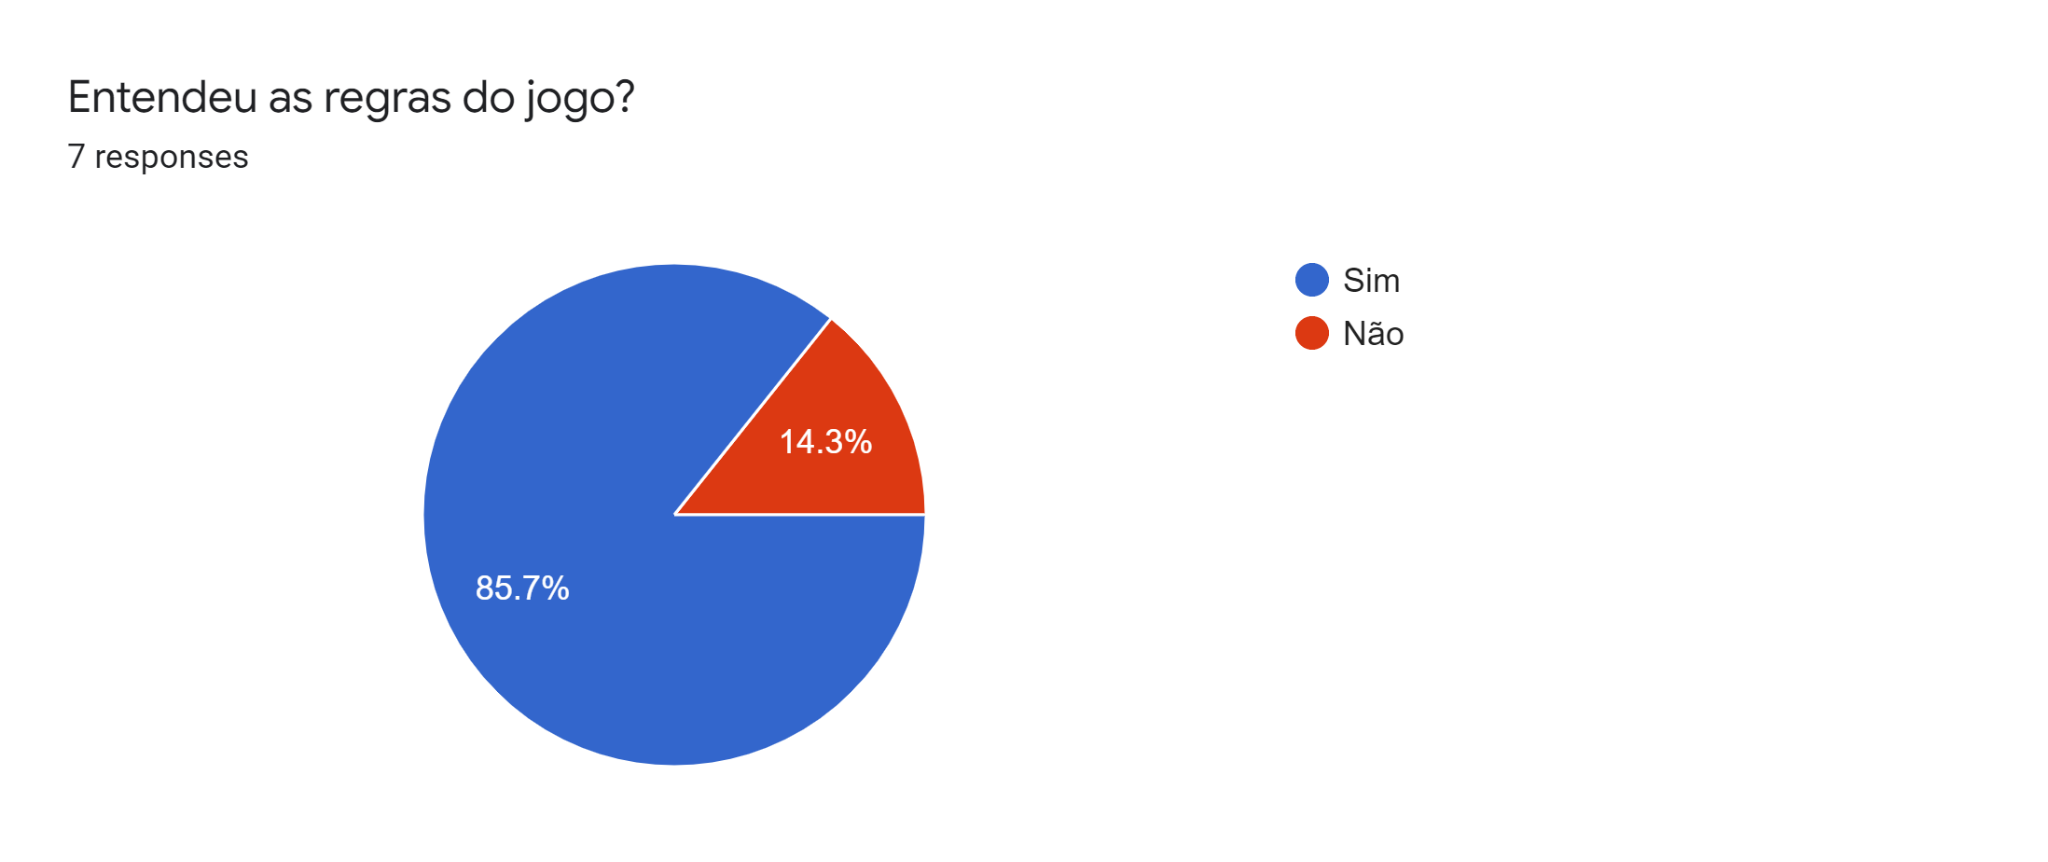 Entendeu as regras do jogo?
7 responses
Sim
Não
14.3%
85.7%